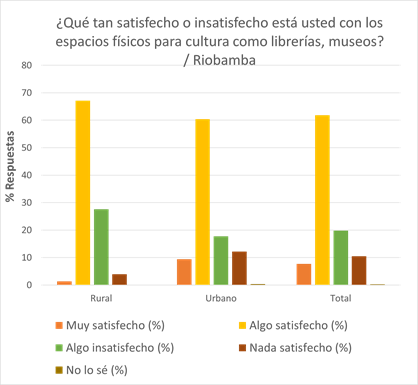 ¿Qué tan satisfecho o insatisfecho está usted con los
espacios físicos para cultura como librerías, museos?
/ Riobamba
% Respuestas
80
70
60
50
40
30
20
10
0
Rural
Urbano
Total
Muy satisfecho (%)
Algo satisfecho (%)
Algo insatisfecho (%)
Nada satisfecho (%)
No lo sé (%)